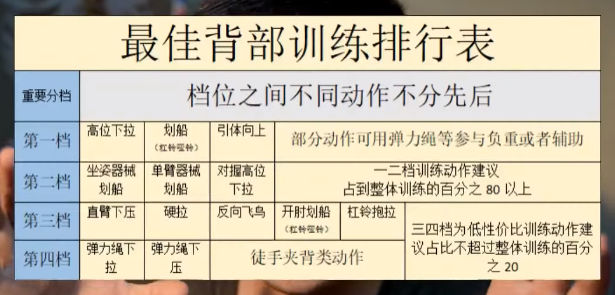 最佳背部训练排行表
重要分档
档位之间不同动作不分先后
第一档
高位下拉
划船
(杠铃哑铃)
引体向上
部分动作可用弹力绳等参与负重或者辅助
第二档
坐姿器械
划船
单臂器械
划船
对握高位
下拉
一二档训练动作建议
占到整体训练的百分之 80 以上
第三档
直臂下压
硬拉
反向飞鸟
开肘划船
(杠铃哑铃)
杠铃抱拉
三四档为低性价比训练动作建
议占比不超过整体训练的百分
之 20
第四档
弹力绳下
拉
弹力绳下
压
徒手夹背类动作